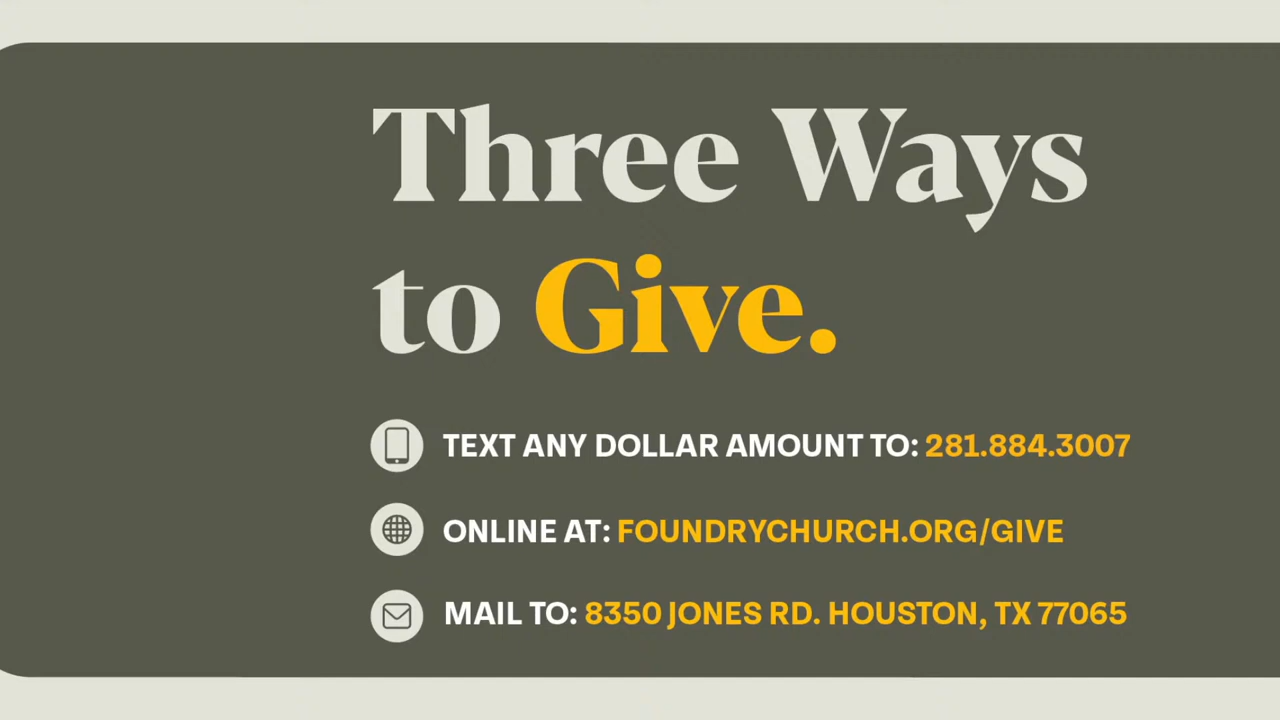 Three Ways
to Give.
TEXT ANY DOLLAR AMOUNT TO: 281.884.3007
ONLINE AT: FOUNDRYCHURCH.ORG/GIVE
MAIL TO: 8350 JONES RD. HOUSTON, TX 77065